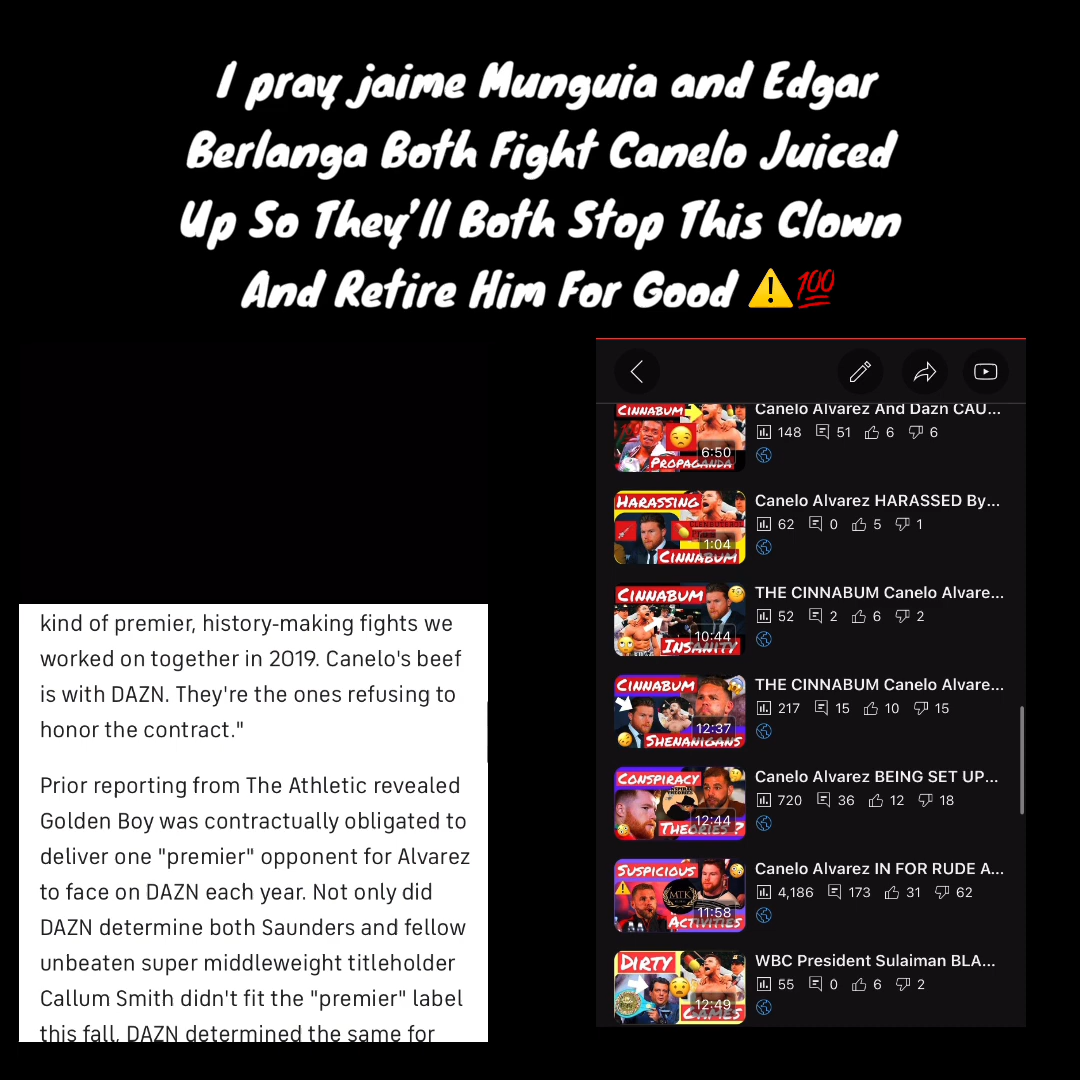 I pray jaime Munguia and Edgar
Berlanga Both Fight Canelo Juiced
Up So They'll Both Stop This Clown
And Retire Him For Good ⚠️💯
kind of premier, history-making fights we
worked on together in 2019. Canelo's beef
is with DAZN. They're the ones refusing to
honor the contract."
Prior reporting from The Athletic revealed
Golden Boy was contractually obligated to
deliver one "premier" opponent for Alvarez
to face on DAZN each year. Not only did
DAZN determine both Saunders and fellow
unbeaten super middleweight titleholder
Callum Smith didn't fit the "premier" label
this fall, DAZN determined the same for
CINNABUM
6:50
PROPAGANDA
Canelo Alvarez And Dazn CAU...
148 51 6 6
HARASSING
1:04
CINNABUM
Canelo Alvarez HARASSED By...
62 0 5 1
CINNABUM
10:44
INSANITY
THE CINNABUM Canelo Alvare...
52 2 6 2
CINNABUM
12:37
SHENANIGANS
THE CINNABUM Canelo Alvare...
217 15 10 15
CONSPIRACY
12:44
THEORIES ?
Canelo Alvarez BEING SET UP...
720 36 12 18
SUSPICIOUS
MTK
11:58
ACTIVITIES
Canelo Alvarez IN FOR RUDE A...
4,186 173 31 62
DIRTY
12:49
GAMES
WBC President Sulaiman BLA...
55 0 6 2